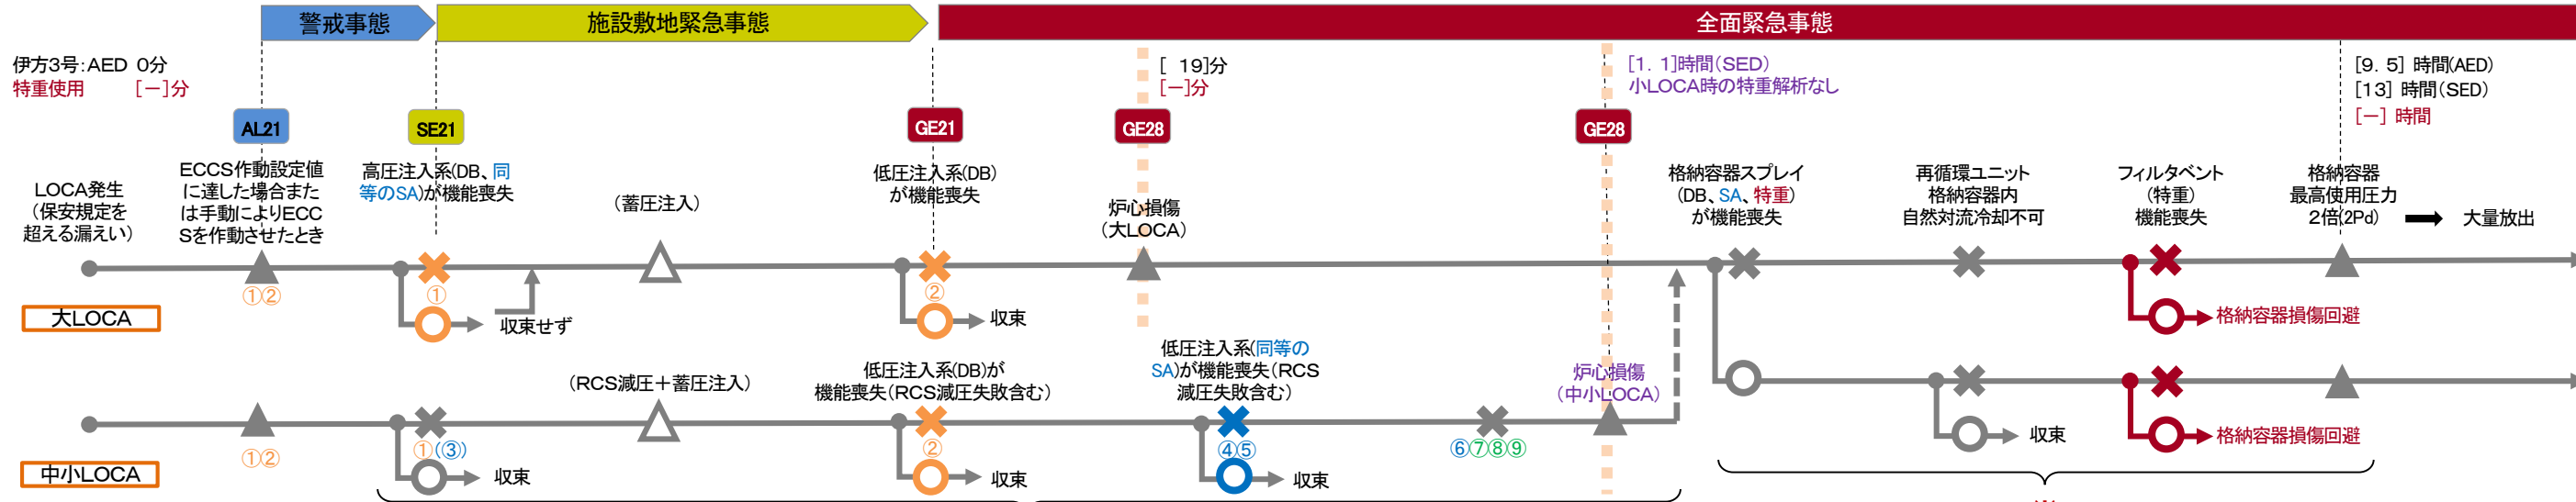 警戒事態
施設敷地緊急事態
全面緊急事態
伊方3号:AED 0分
特重使用 [－]分
[ 19]分
[－]分
[1. 1]時間(SED)
小LOCA時の特重解析なし
[9. 5] 時間(AED)
[13] 時間(SED)
[－] 時間
AL21
SE21
GE21
GE28
GE28
LOCA発生
(保安規定を
超える漏えい)
ECCS作動設定値
に達した場合また
は手動によりECC
Sを作動させたとき
高圧注入系(DB、同
等のSA)が機能喪失
(蓄圧注入)
低圧注入系(DB)
が機能喪失
炉心損傷
(大LOCA)
格納容器スプレイ
(DB、SA、特重)
が機能喪失
再循環ユニット
格納容器内
自然対流冷却不可
フィルタベント
(特重)
機能喪失
格納容器
最高使用圧力
2倍(2Pd)
大量放出
①②
①
②
大LOCA
収束せず
収束
格納容器損傷回避
(RCS減圧＋蓄圧注入)
低圧注入系(DB)が
機能喪失(RCS減圧失敗含む)
低圧注入系(同等の
SA)が機能喪失(RCS
減圧失敗含む)
炉心損傷
(中小LOCA)
①②
①(③)
②
④⑤
⑥⑦⑧⑨
中小LOCA
収束
収束
収束
収束
格納容器損傷回避